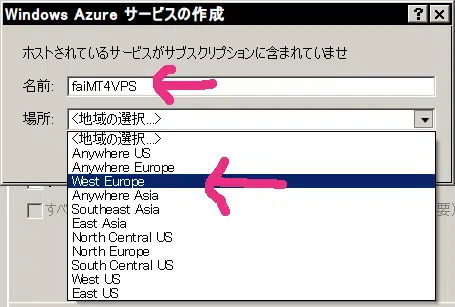 Windows Azure サービスの作成
ホストされているサービスがサブスクリプションに含まれていませ
名前: faiMT4VPS
場所: <地域の選択...>
<地域の選択...>
Anywhere US
Anywhere Europe
West Europe
Anywhere Asia
Southeast Asia
East Asia
North Central US
North Europe
South Central US
West US
East US
すべ
要)